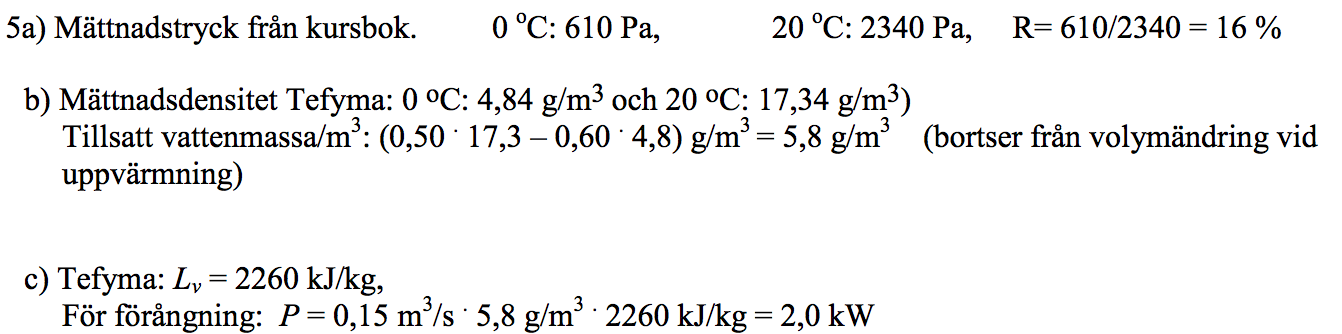 5a) Mättnadstryck från kursbok. 0 °C: 610 Pa, 20 °C: 2340 Pa, R= 610/2340 = 16 %
b) Mättnadsdensitet Tefyma: 0 °C: 4,84 g/m³ och 20 °C: 17,34 g/m³)
Tillsatt vattenmassa/m³: (0,50 · 17,3 – 0,60 · 4,8) g/m³ = 5,8 g/m³ (bortser från volymändring vid
uppvärmning)
c) Tefyma: Lᵥ = 2260 kJ/kg,
För förångning: P = 0,15 m³/s · 5,8 g/m³ · 2260 kJ/kg = 2,0 kW